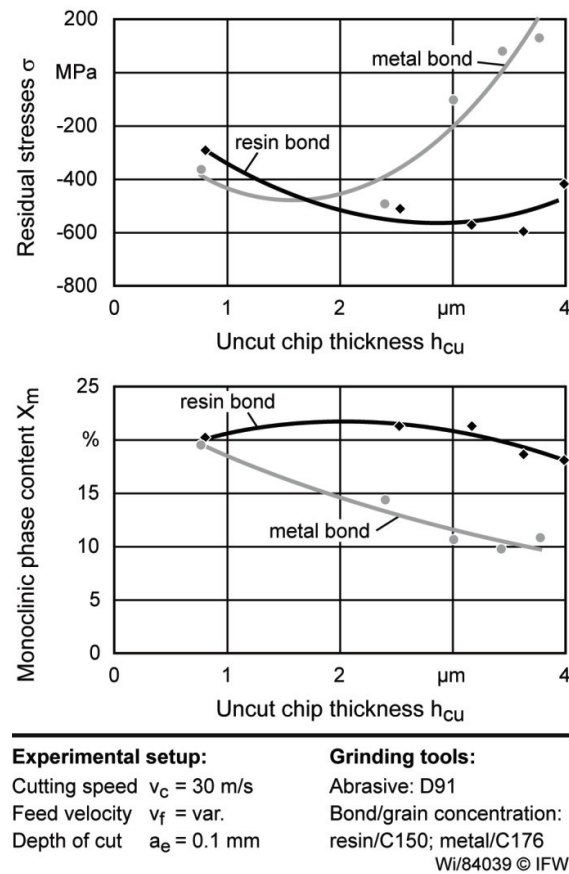 200
MPa
-200
-400
-600
-800
Residual stresses σ
metal bond
resin bond
0 1 2 μm 4
Uncut chip thickness hcu
25
%
15
10
5
0
Monoclinic phase content Xm
resin bond
metal bond
0 1 2 μm 4
Uncut chip thickness hcu
Experimental setup:
Cutting speed vc = 30 m/s
Feed velocity vf = var.
Depth of cut ae = 0.1 mm
Grinding tools:
Abrasive: D91
Bond/grain concentration:
resin/C150; metal/C176
Wi/84039 © IFW